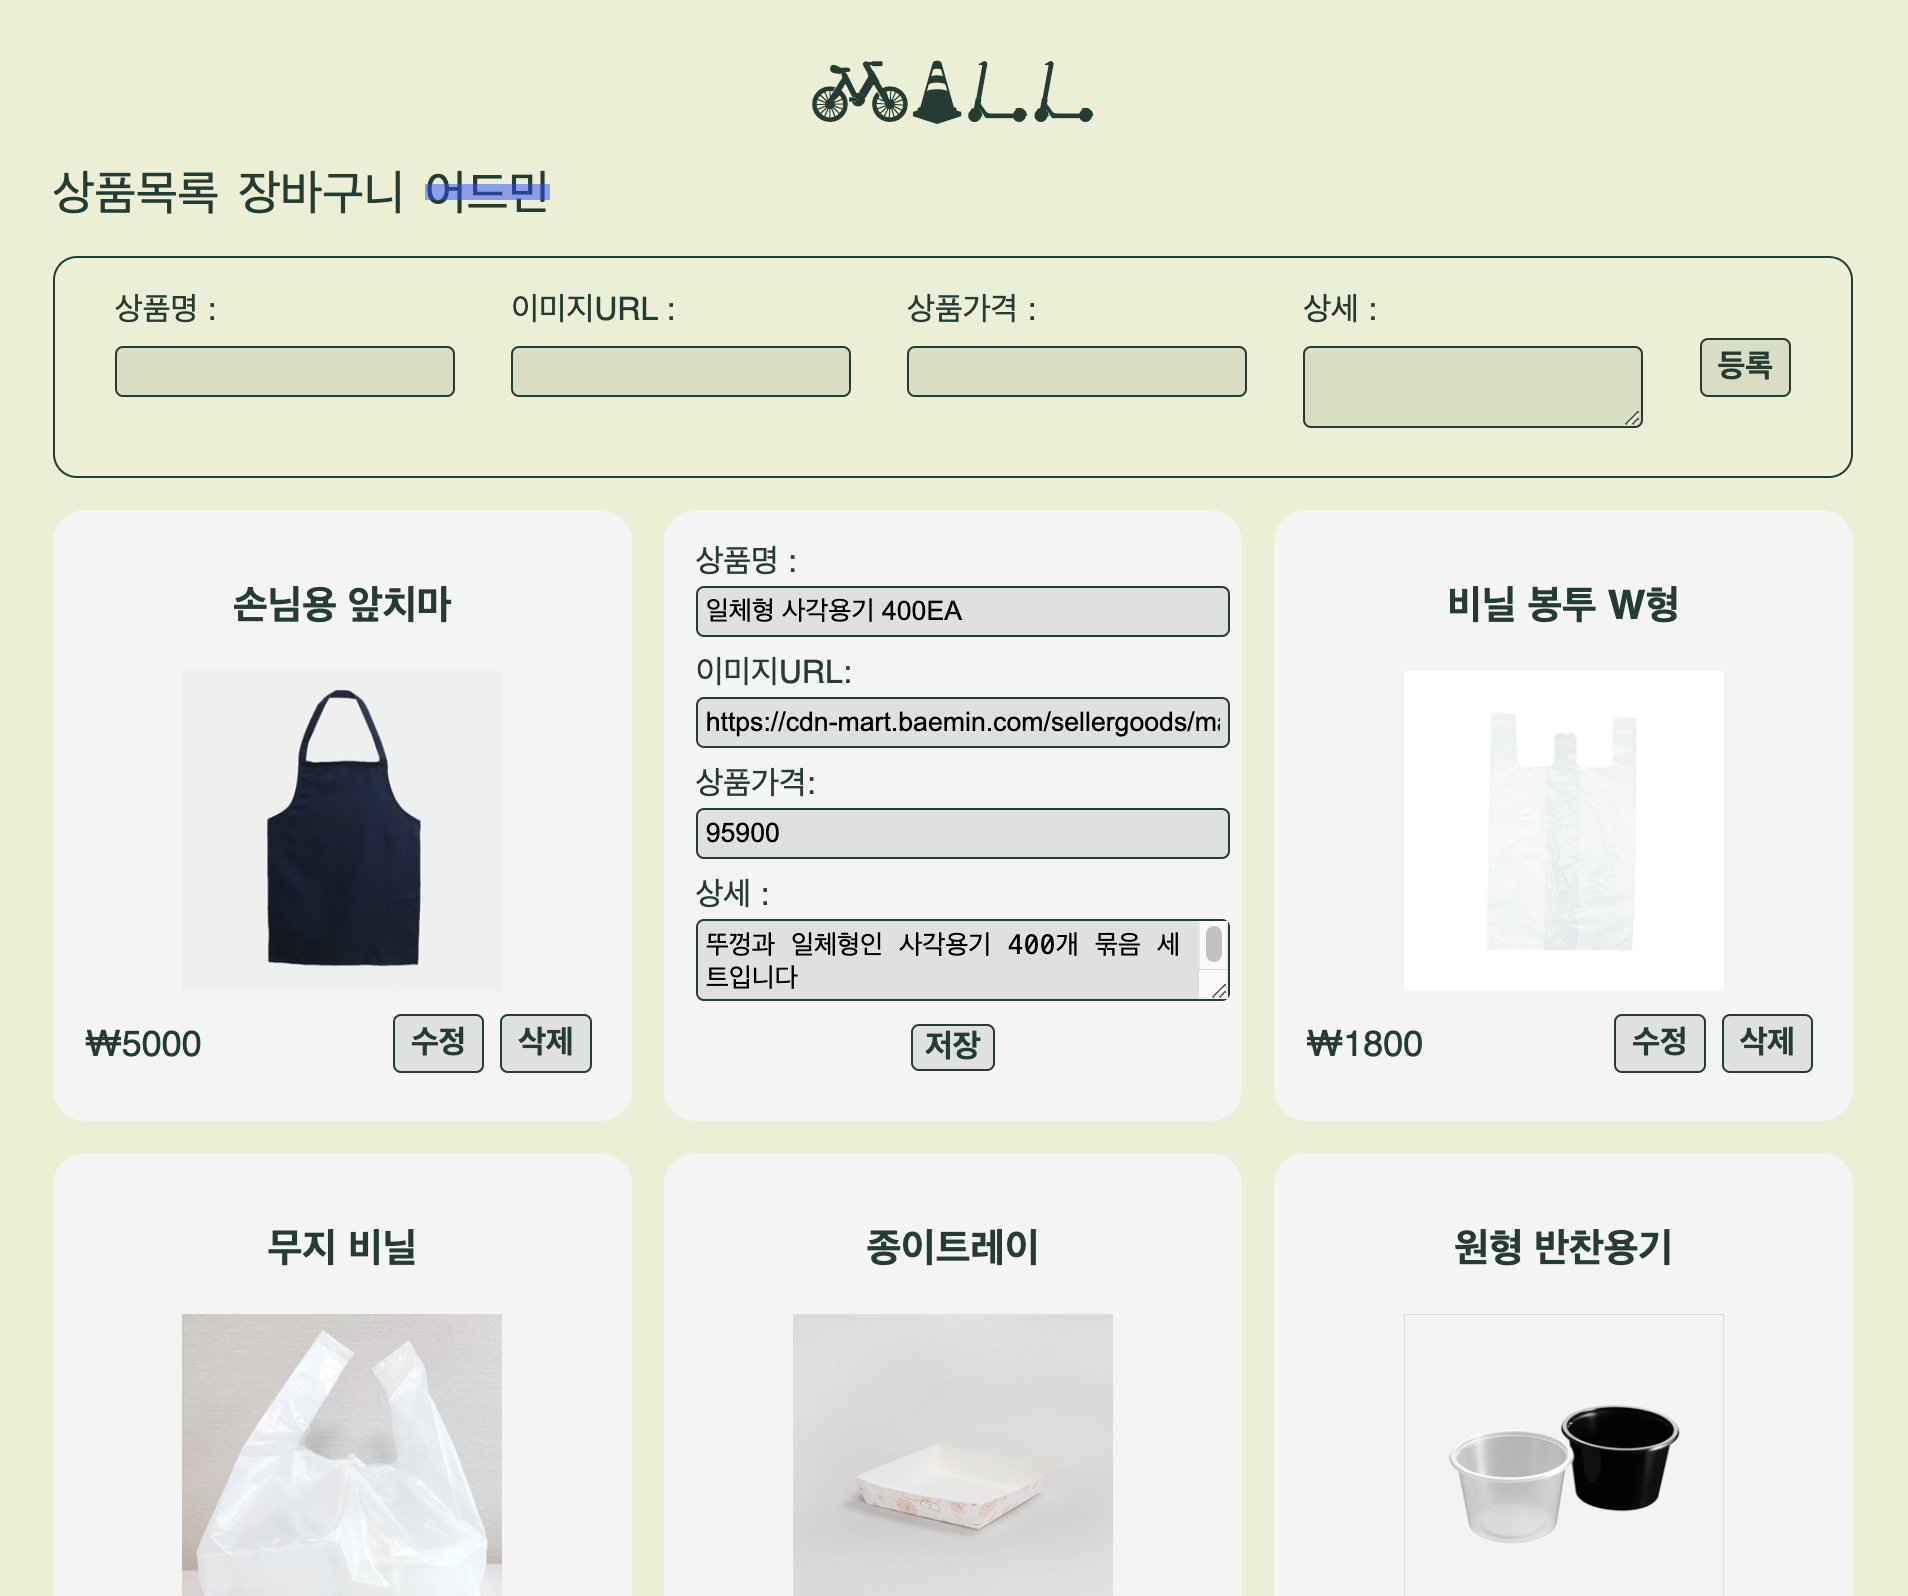 상품목록 장바구니 어드민
상품명 :
이미지URL :
상품가격 :
상세 :
등록
손님용 앞치마
₩5000
수정
삭제
상품명 :
일체형 사각용기 400EA
이미지URL:
https://cdn-mart.baemin.com/sellergoods/ma
상품가격:
95900
상세 :
뚜껑과 일체형인 사각용기 400개 묶음 세
트입니다
저장
비닐 봉투 W형
₩1800
수정
삭제
무지 비닐
종이트레이
원형 반찬용기